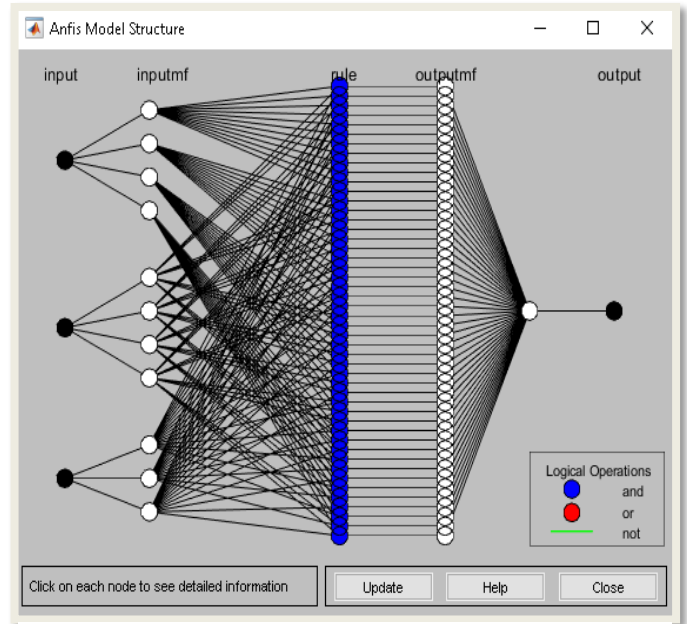 Anfis Model Structure
input inputmf rule outputmf output
Logical Operations
and
or
not
Click on each node to see detailed information
Update Help Close